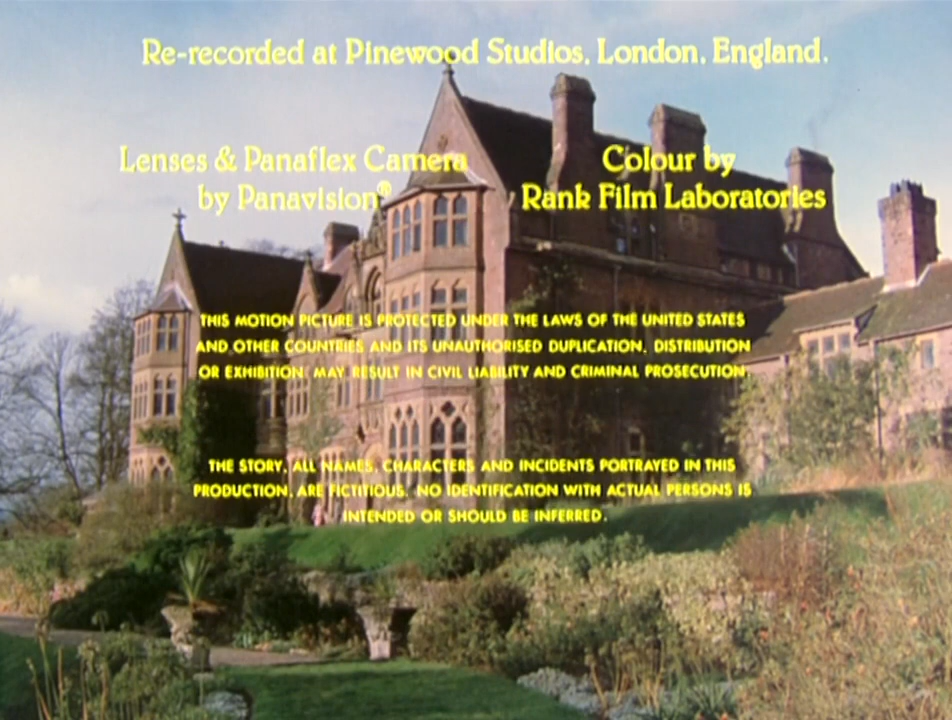 Re-recorded at Pinewood Studios, London, England.
Lenses & Panaflex Camera
by Panavision®
Colour by
Rank Film Laboratories
THIS MOTION PICTURE IS PROTECTED UNDER THE LAWS OF THE UNITED STATES
AND OTHER COUNTRIES AND ITS UNAUTHORISED DUPLICATION, DISTRIBUTION
OR EXHIBITION MAY RESULT IN CIVIL LIABILITY AND CRIMINAL PROSECUTION.
THE STORY, ALL NAMES, CHARACTERS AND INCIDENTS PORTRAYED IN THIS
PRODUCTION, ARE FICTITIOUS. NO IDENTIFICATION WITH ACTUAL PERSONS IS
INTENDED OR SHOULD BE INFERRED.